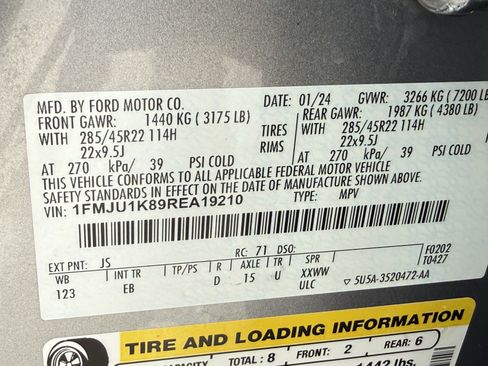 MFD. BY FORD MOTOR CO.
DATE: 01/24 GVWR: 3266 KG ( 7200 LB
FRONT GAWR: 1440 KG ( 3175 LB) REAR GAWR: 1987 KG ( 4380 LB)
WITH 285/45R22 114H TIRES WITH 285/45R22 114H
22x9.5J RIMS 22x9.5J
AT 270 kPa/ 39 PSI COLD AT 270 kPa/ 39 PSI COLD
THIS VEHICLE CONFORMS TO ALL APPLICABLE FEDERAL MOTOR VEHICLE
SAFETY STANDARDS IN EFFECT ON THE DATE OF MANUFACTURE SHOWN ABOVE.
VIN: 1FMJU1K89REA19210 TYPE: MPV
EXT PNT: JS RC: 71 DSO: F0202
WB INT TR TP/PS R AXLE TR SPR T0427
123 EB D 15 U XXWW
ULC ▽ 5U5A-3520472-AA
TIRE AND LOADING INFORMATION
TOTAL : 8 FRONT: 2 REAR: 6